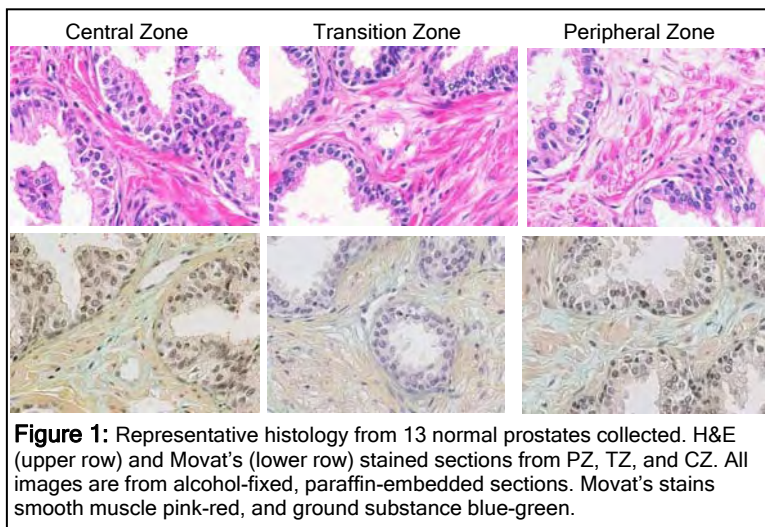 Central Zone Transition Zone Peripheral Zone
Figure 1: Representative histology from 13 normal prostates collected. H&E
(upper row) and Movat's (lower row) stained sections from PZ, TZ, and CZ. All
images are from alcohol-fixed, paraffin-embedded sections. Movat's stains
smooth muscle pink-red, and ground substance blue-green.